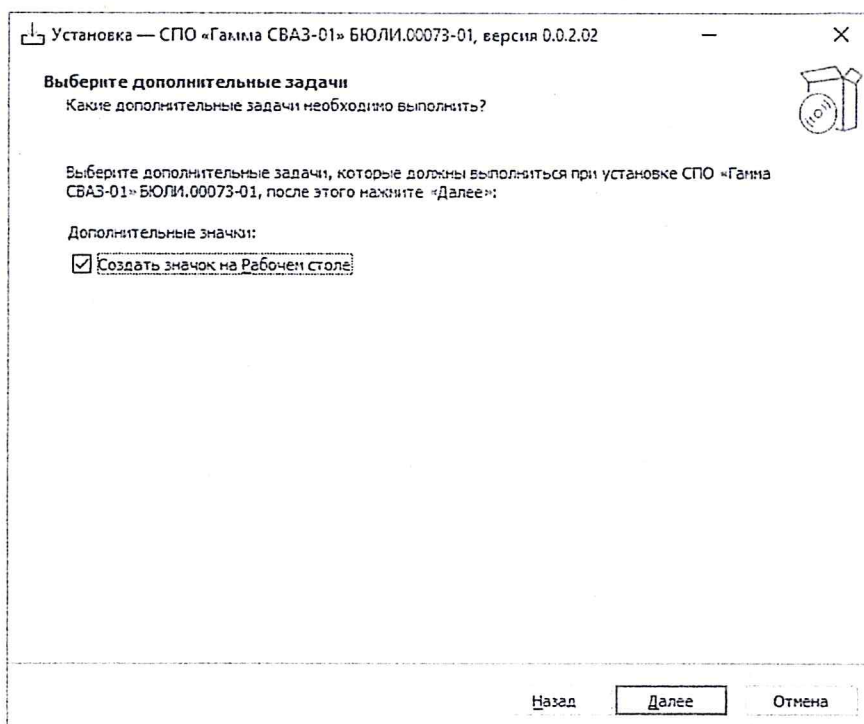 Установка — СПО «Гамма СВАЗ-01» БЮЛИ.00073-01, версия 0.0.2.02
Выберите дополнительные задачи
Какие дополнительные задачи необходимо выполнить?
Выберите дополнительные задачи, которые должны выполниться при установке СПО «Гамма
СВАЗ-01» БЮЛИ.00073-01, после этого нажмите «Далее»:
Дополнительные значки:
Создать значок на Рабочем столе
Назад Далее Отмена